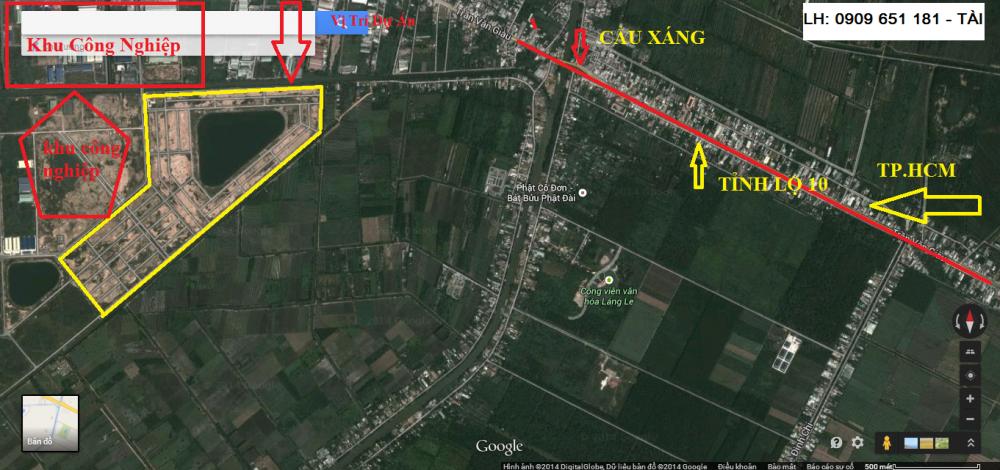 LH: 0909 651 181 - TÀI
Vị Trí Dự Án
Trần Văn Giàu
Khu Công Nghiệp
CẦU XÁNG
khu công
nghiệp
TỈNH LỘ 10
TP.HCM
Phật Cô Đơn -
Bát Bửu Phật Đài
Công viên văn
hóa Láng Le
Bản đồ
Google
Hình ảnh ©2014 DigitalGlobe, Dữ liệu bản đồ ©2014 Google Điều khoản Bảo mật Báo cáo sự cố 500 mét